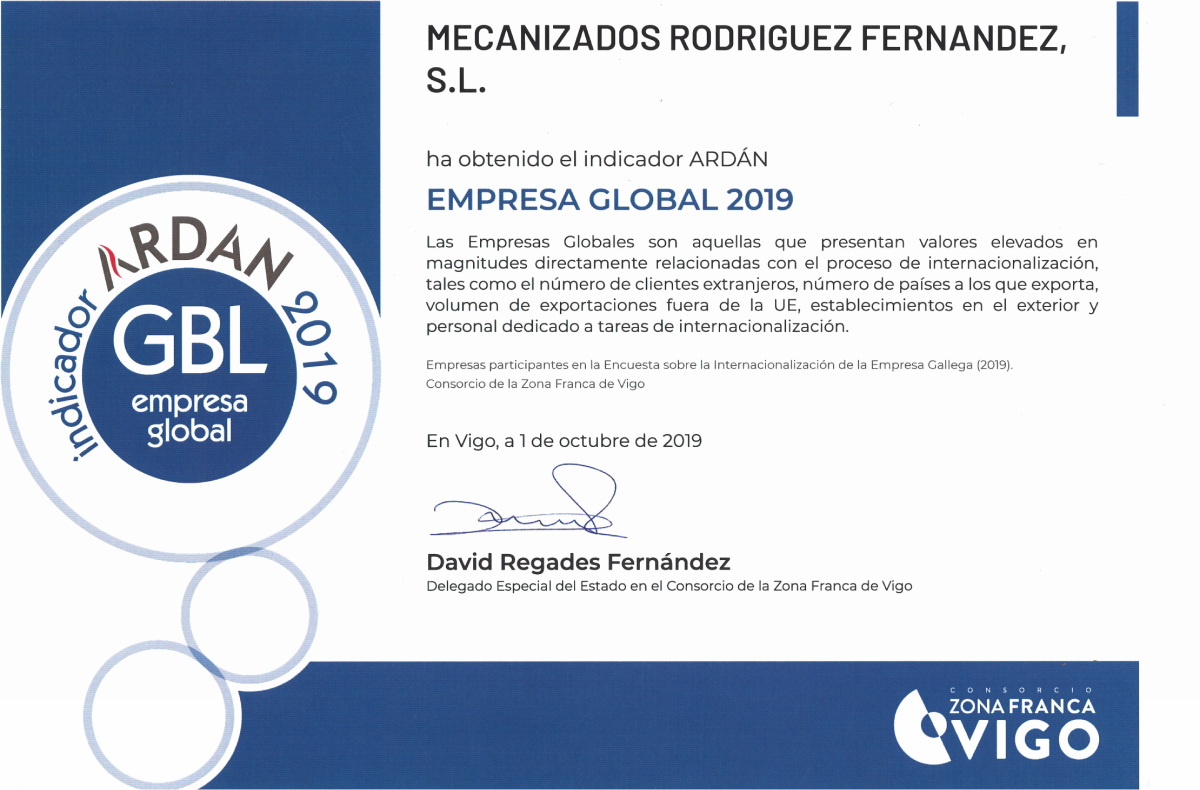 MECANIZADOS RODRIGUEZ FERNANDEZ,
S.L.
ha obtenido el indicador ARDÁN
EMPRESA GLOBAL 2019
Las Empresas Globales son aquellas que presentan valores elevados en
magnitudes directamente relacionadas con el proceso de internacionalización,
tales como el número de clientes extranjeros, número de países a los que exporta,
volumen de exportaciones fuera de la UE, establecimientos en el exterior y
personal dedicado a tareas de internacionalización.
Empresas participantes en la Encuesta sobre la Internacionalización de la Empresa Gallega (2019).
Consorcio de la Zona Franca de Vigo
En Vigo, a 1 de octubre de 2019
David Regades Fernández
Delegado Especial del Estado en el Consorcio de la Zona Franca de Vigo
indicador ARDAN 2019
GBL
empresa
global
CONSORCIO
ZONA FRANCA
VIGO